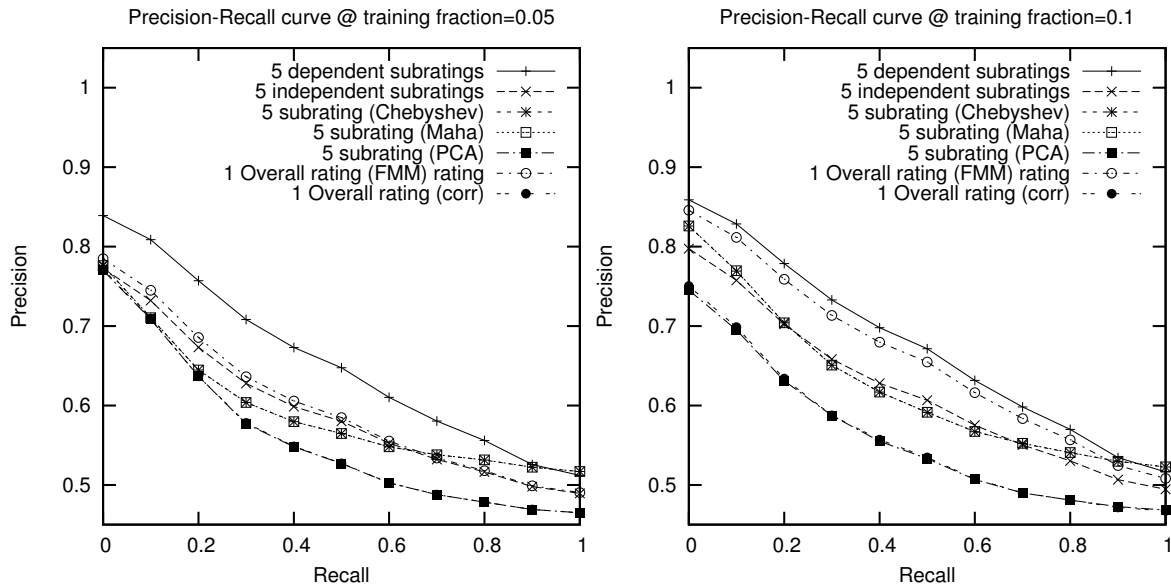 Precision-Recall curve @ training fraction=0.05
1
0.9
0.8
0.7
0.6
0.5
Precision
5 dependent subratings
5 independent subratings
5 subrating (Chebyshev)
5 subrating (Maha)
5 subrating (PCA)
1 Overall rating (FMM) rating
1 Overall rating (corr)
0 0.2 0.4 0.6 0.8 1
Recall
Precision-Recall curve @ training fraction=0.1
1
0.9
0.8
0.7
0.6
0.5
Precision
5 dependent subratings
5 independent subratings
5 subrating (Chebyshev)
5 subrating (Maha)
5 subrating (PCA)
1 Overall rating (FMM) rating
1 Overall rating (corr)
0 0.2 0.4 0.6 0.8 1
Recall